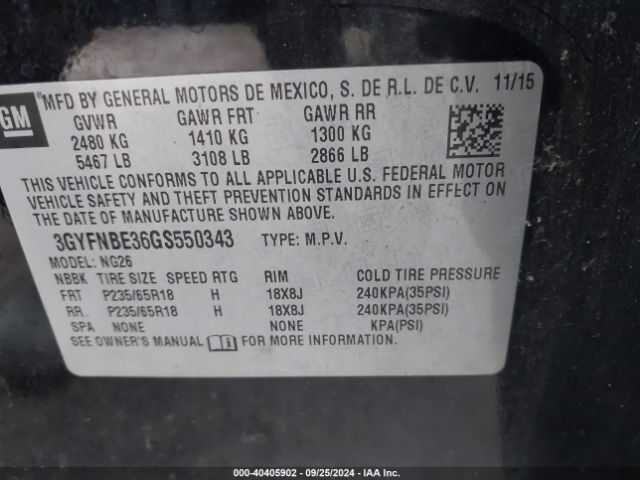 GM
®MFD BY GENERAL MOTORS DE MEXICO, S. DE R.L. DE C.V. 11/15
GVWR GAWR FRT GAWR RR
2480 KG 1410 KG 1300 KG
5467 LB 3108 LB 2866 LB
THIS VEHICLE CONFORMS TO ALL APPLICABLE U.S. FEDERAL MOTOR
VEHICLE SAFETY AND THEFT PREVENTION STANDARDS IN EFFECT ON
THE DATE OF MANUFACTURE SHOWN ABOVE.
3GYFNBE36GS550343 TYPE: M.P.V.
MODEL: NG26
NBBK TIRE SIZE SPEED RTG RIM COLD TIRE PRESSURE
FRT P235/65R18 H 18X8J 240KPA(35PSI)
RR P235/65R18 H 18X8J 240KPA(35PSI)
SPA NONE NONE KPA(PSI)
SEE OWNER'S MANUAL FOR MORE INFORMATION.
000-40405902 - 09/25/2024 - IAA Inc.